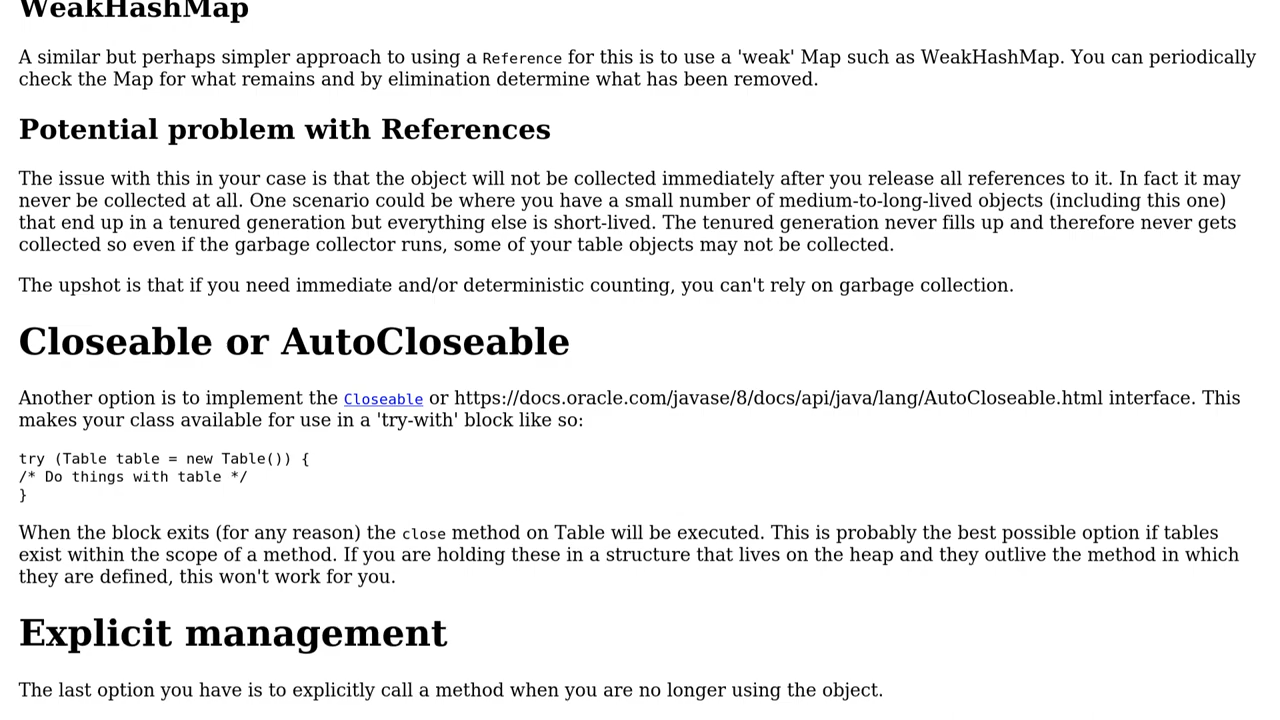 WeakHashMap
A similar but perhaps simpler approach to using a Reference for this is to use a 'weak' Map such as WeakHashMap. You can periodically
check the Map for what remains and by elimination determine what has been removed.
Potential problem with References
The issue with this in your case is that the object will not be collected immediately after you release all references to it. In fact it may
never be collected at all. One scenario could be where you have a small number of medium-to-long-lived objects (including this one)
that end up in a tenured generation but everything else is short-lived. The tenured generation never fills up and therefore never gets
collected so even if the garbage collector runs, some of your table objects may not be collected.
The upshot is that if you need immediate and/or deterministic counting, you can't rely on garbage collection.
Closeable or AutoCloseable
Another option is to implement the Closeable or https://docs.oracle.com/javase/8/docs/api/java/lang/AutoCloseable.html interface. This
makes your class available for use in a 'try-with' block like so:
try (Table table = new Table()) {
/* Do things with table */
}
When the block exits (for any reason) the close method on Table will be executed. This is probably the best possible option if tables
exist within the scope of a method. If you are holding these in a structure that lives on the heap and they outlive the method in which
they are defined, this won't work for you.
Explicit management
The last option you have is to explicitly call a method when you are no longer using the object.